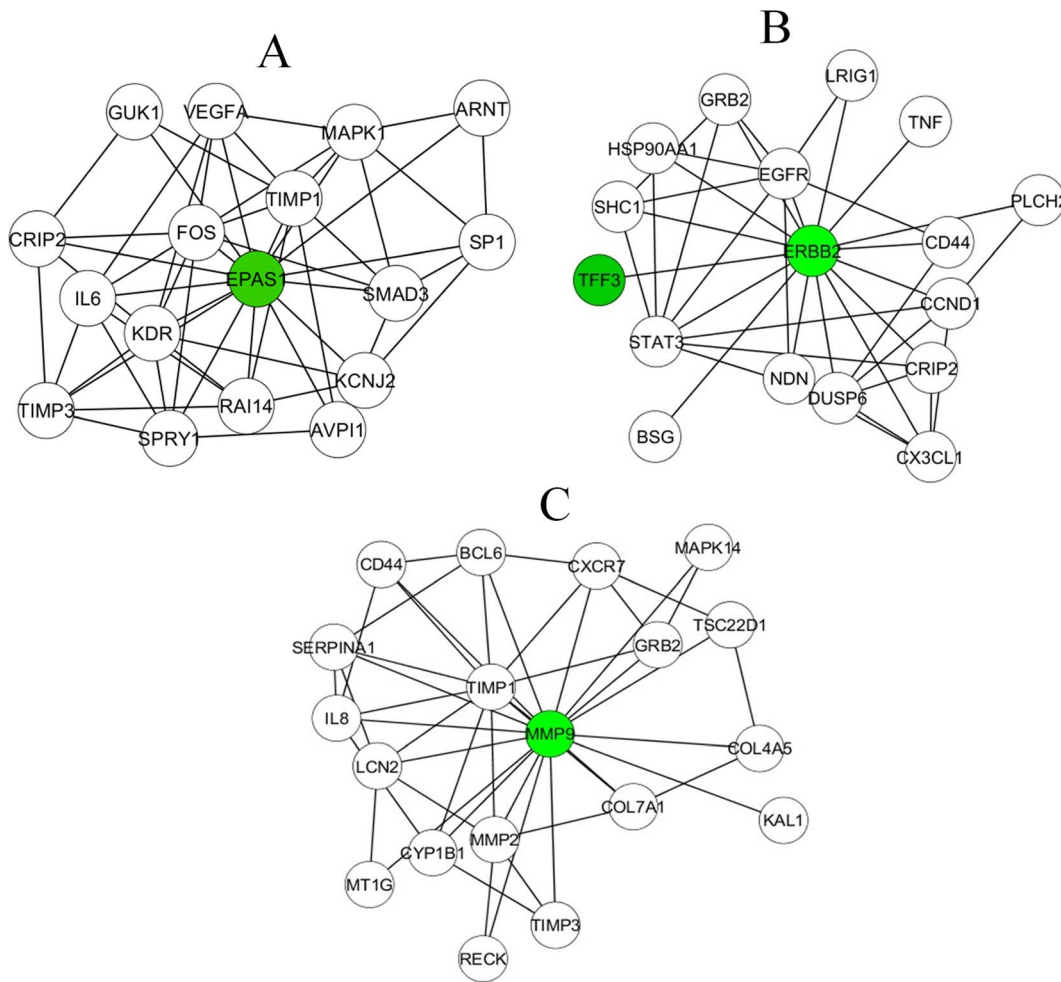 A
GUK1
VEGFA
MAPK1
ARNT
TIMP1
CRIP2
FOS
SP1
EPAS1
IL6
SMAD3
KDR
KCNJ2
TIMP3
RAI14
SPRY1
AVPI1
B
LRIG1
GRB2
TNF
HSP90AA1
EGFR
SHC1
PLCH2
ERBB2
CD44
TFF3
CCND1
STAT3
CRIP2
NDN
DUSP6
BSG
CX3CL1
C
BCL6
MAPK14
CD44
CXCR7
TSC22D1
SERPINA1
GRB2
TIMP1
IL8
MMP9
COL4A5
LCN2
COL7A1
KAL1
MMP2
CYP1B1
MT1G
TIMP3
RECK